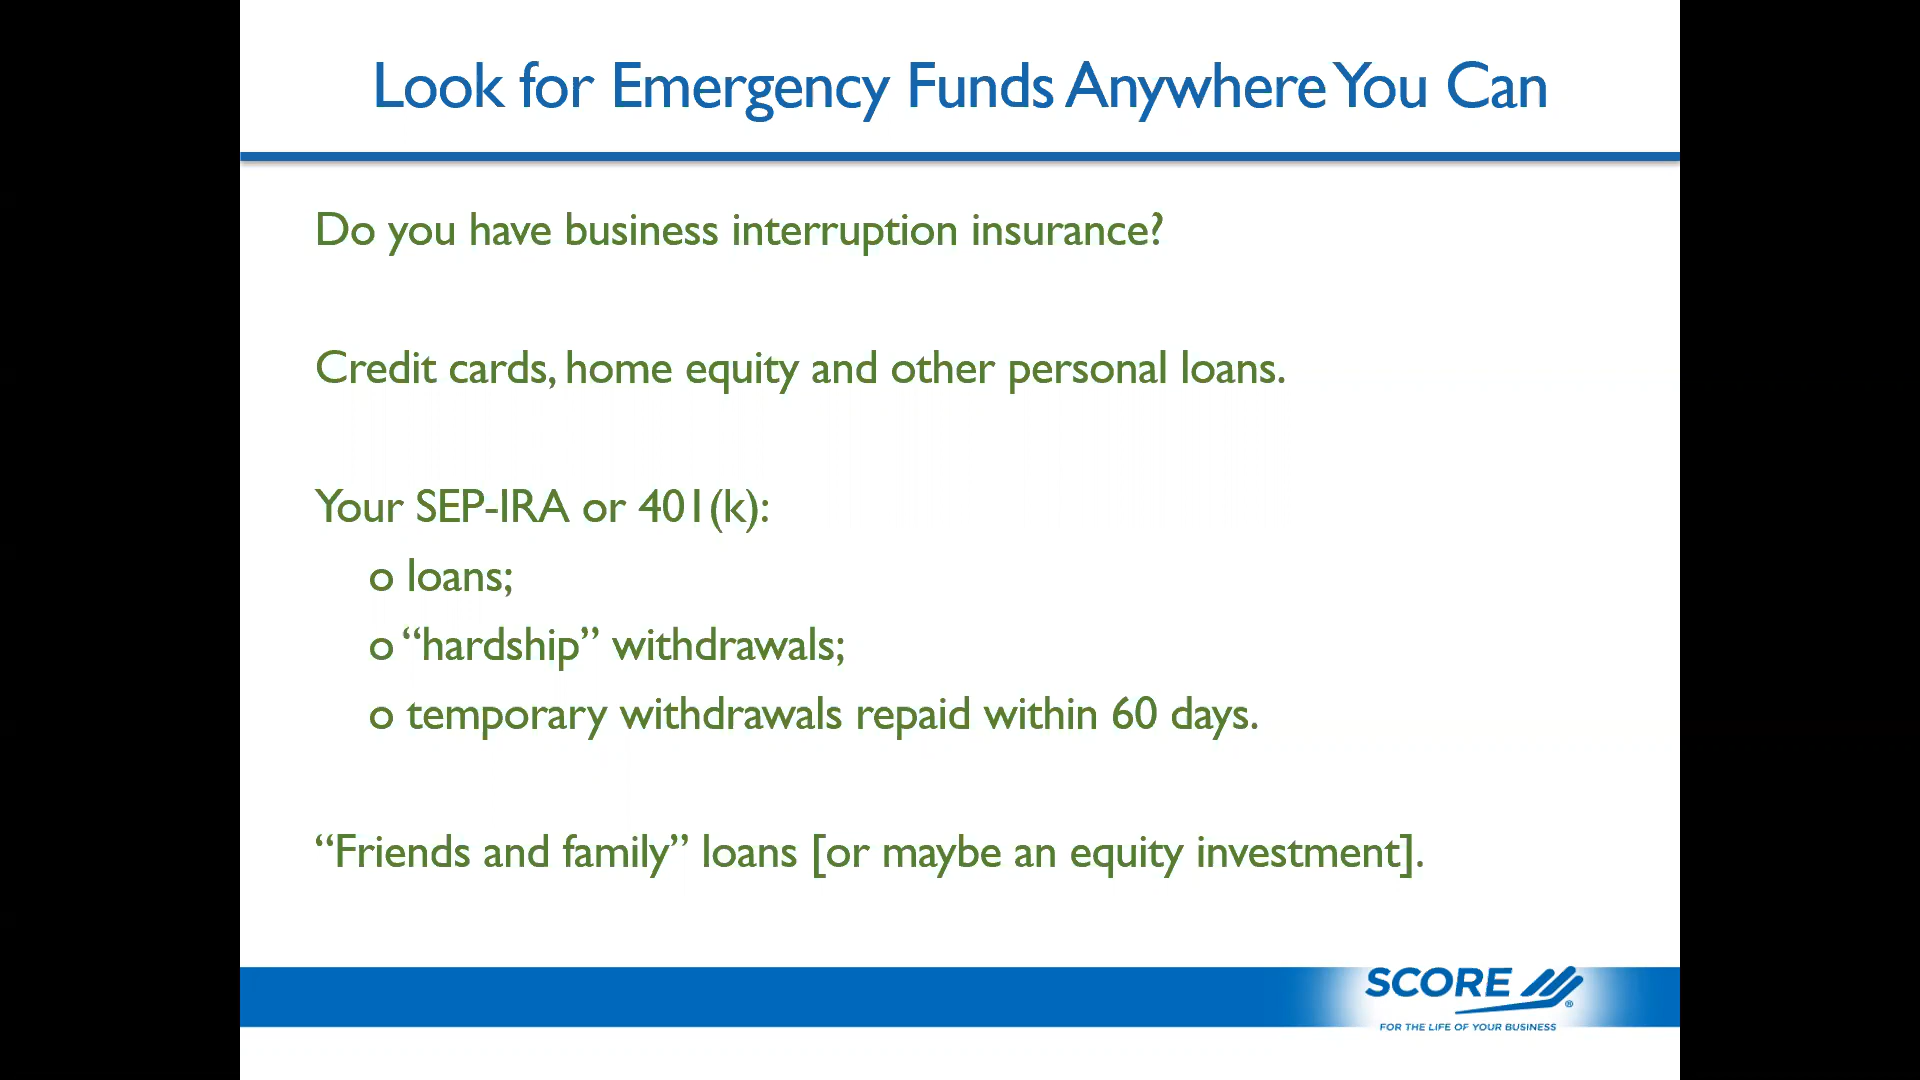 Look for Emergency Funds Anywhere You Can
Do you have business interruption insurance?
Credit cards, home equity and other personal loans.
Your SEP-IRA or 401(k):
o loans;
o “hardship” withdrawals;
o temporary withdrawals repaid within 60 days.
“Friends and family” loans [or maybe an equity investment].
SCORE ®
FOR THE LIFE OF YOUR BUSINESS